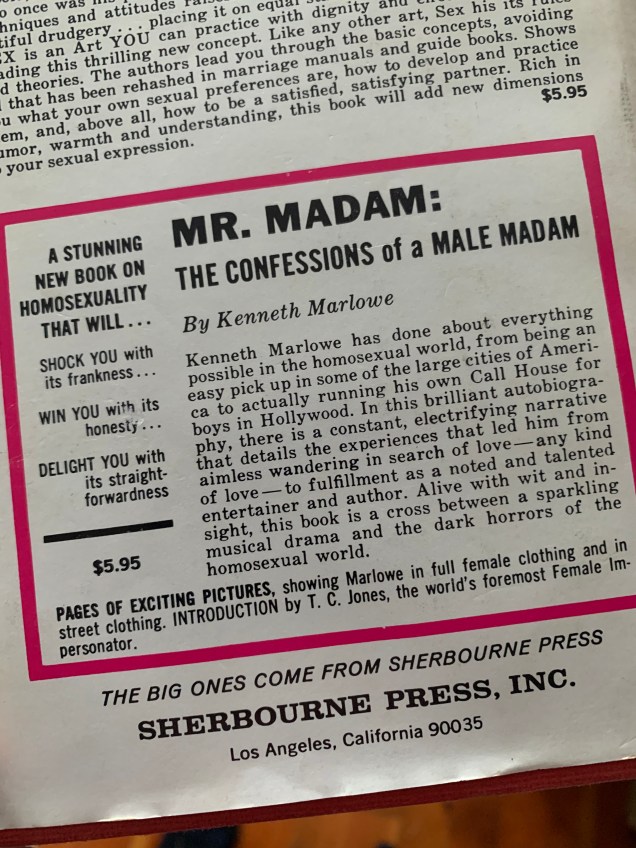 o once was his
hniques and attitudes
tiful drudgery . . . placing it on equal
X is an Art YOU can practice with dignity and
ading this thrilling new concept. Like any other art, Sex his its rules
d theories. The authors lead you through the basic concepts, avoiding
l that has been rehashed in marriage manuals and guide books. Shows
u what your own sexual preferences are, how to develop and practice
em, and, above all, how to be a satisfied, satisfying partner. Rich in
umor, warmth and understanding, this book will add new dimensions
your sexual expression.
$5.95
A STUNNING
NEW BOOK ON
HOMOSEXUALITY
THAT WILL . . .
SHOCK YOU with
its frankness . . .
WIN YOU with its
honesty . . .
DELIGHT YOU with
its straight-
forwardness
$5.95
MR. MADAM:
THE CONFESSIONS of a MALE MADAM
By Kenneth Marlowe
Kenneth Marlowe has done about everything
possible in the homosexual world, from being an
easy pick up in some of the large cities of Ameri-
ca to actually running his own Call House for
boys in Hollywood. In this brilliant autobiogra-
phy, there is a constant, electrifying narrative
that details the experiences that led him from
aimless wandering in search of love—any kind
of love—to fulfillment as a noted and talented
entertainer and author. Alive with wit and in-
sight, this book is a cross between a sparkling
musical drama and the dark horrors of the
homosexual world.
PAGES OF EXCITING PICTURES, showing Marlowe in full female clothing and in
street clothing. INTRODUCTION by T. C. Jones, the world's foremost Female Im-
personator.
THE BIG ONES COME FROM SHERBOURNE PRESS
SHERBOURNE PRESS, INC.
Los Angeles, California 90035